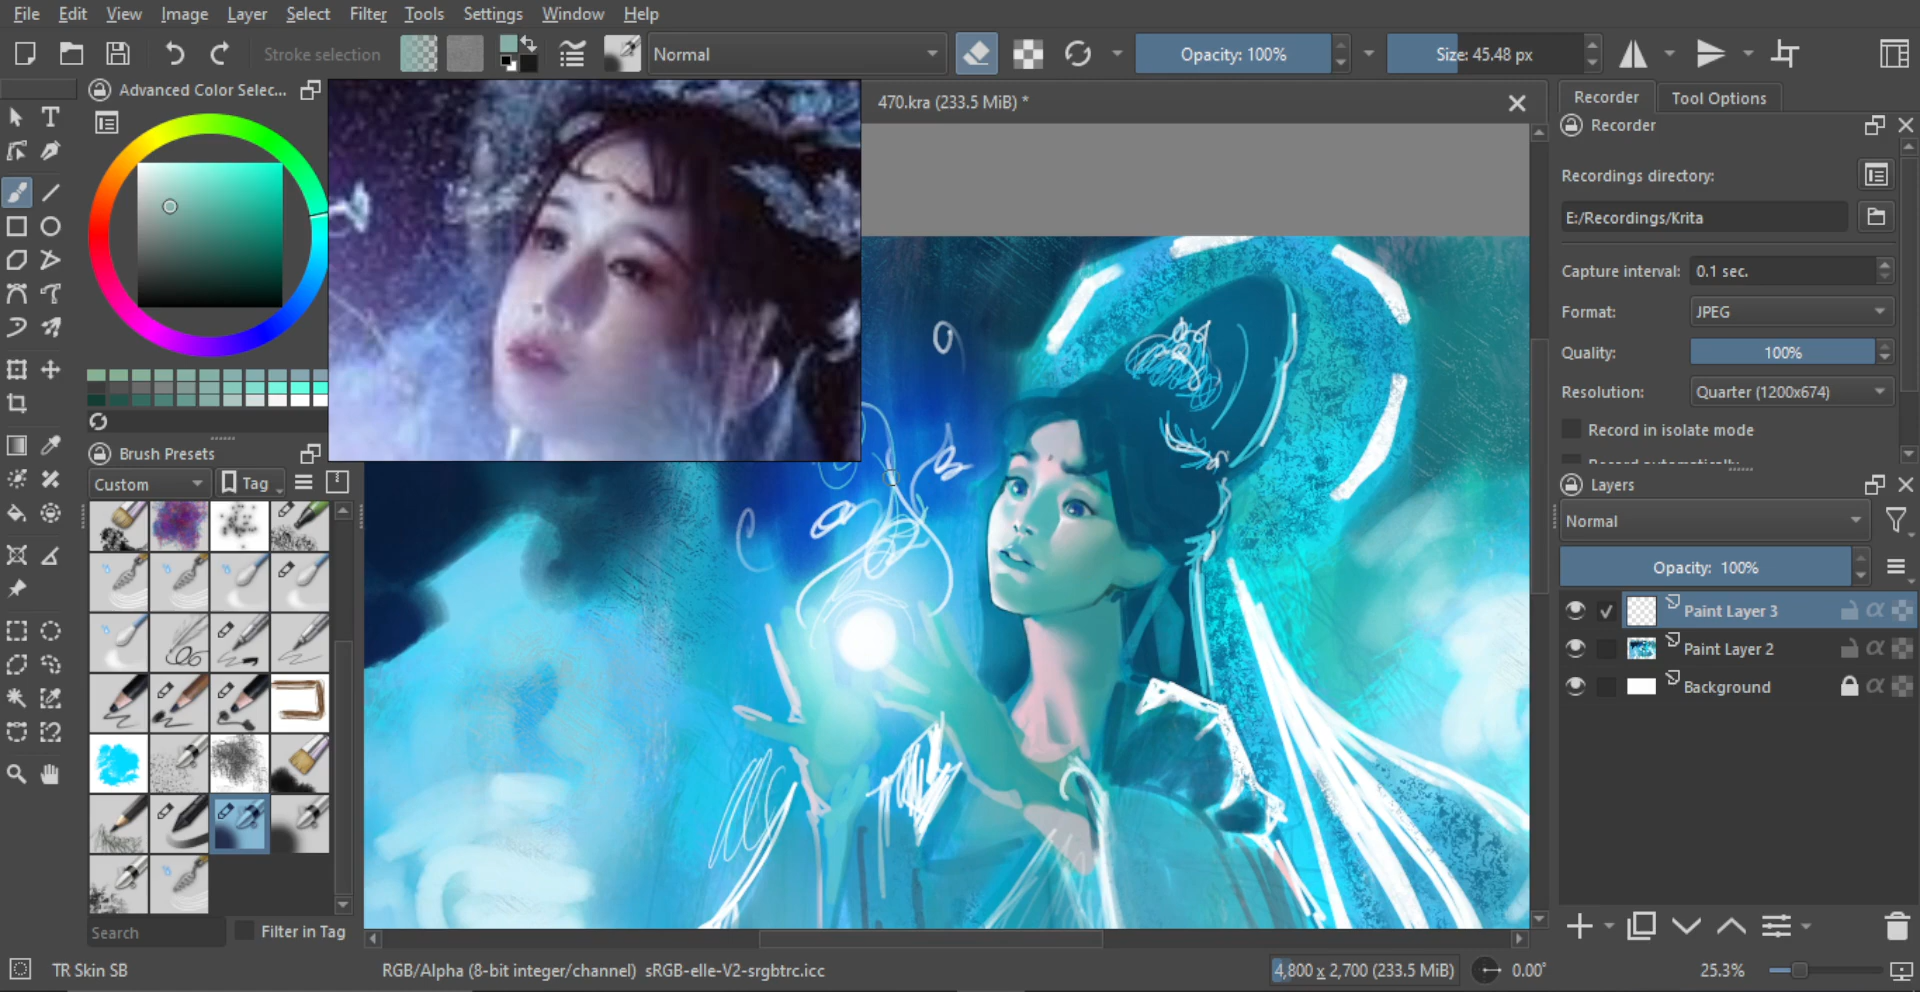 File Edit View Image Layer Select Filter Tools Settings Window Help
Stroke selection
Normal
Opacity: 100%
Size: 45.48 px
Advanced Color Selec...
470.kra (233.5 MiB) *
Recorder
Tool Options
Recorder
Recordings directory:
E:/Recordings/Krita
Capture interval: 0.1 sec.
Format: JPEG
Quality: 100%
Resolution: Quarter (1200x674)
Record in isolate mode
Record automatically
Brush Presets
Custom
Tag
Layers
Normal
Opacity: 100%
Paint Layer 3
Paint Layer 2
Background
Search
Filter in Tag
TR Skin SB
RGB/Alpha (8-bit integer/channel) sRGB-elle-V2-srgbtrc.icc
4,800 x 2,700 (233.5 MiB)
0.00°
25.3%